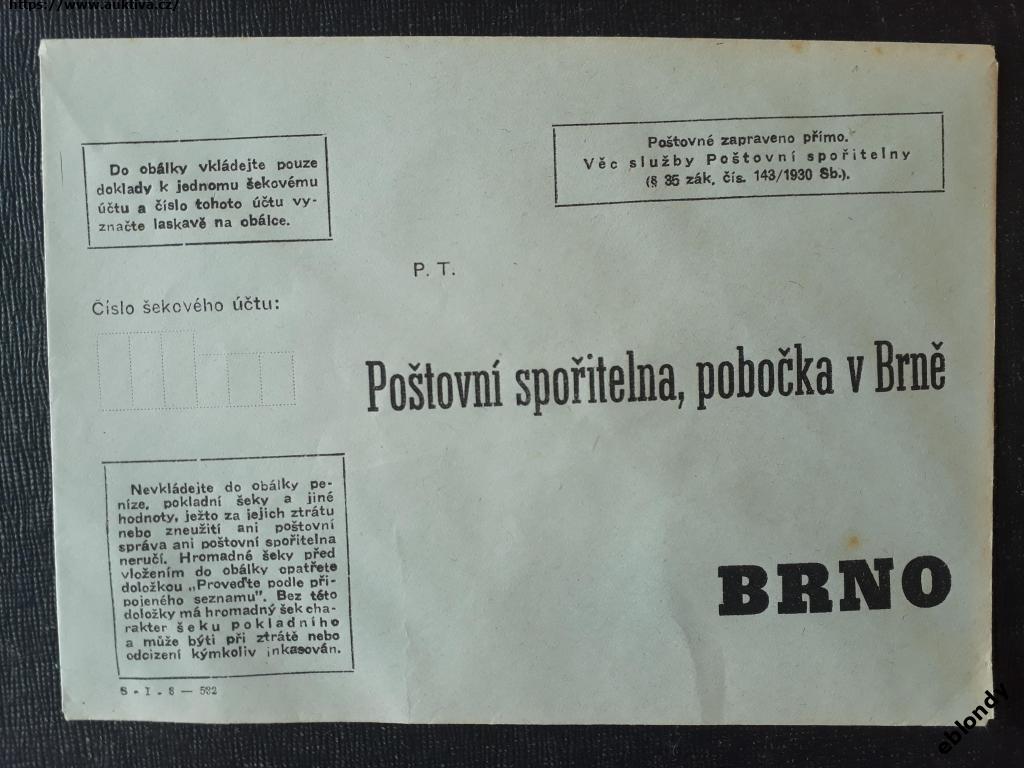 https://www.auktiva.cz/
Do obálky vkládejte pouze
doklady k jednomu šekovému
účtu a číslo tohoto účtu vy-
značte laskavě na obálce.
Poštovné zapraveno přímo.
Věc služby Poštovní spořitelny
(§ 35 zák. čís. 143/1930 Sb.).
P. T.
Číslo šekového účtu:
Poštovní spořitelna, pobočka v Brně
Nevkládejte do obálky pe-
níze, pokladní šeky a jiné
hodnoty, ježto za jejich ztrátu
nebo zneužití ani poštovní
správa ani poštovní spořitelna
neručí. Hromadné šeky před
vložením do obálky opatřete
doložkou „Proveďte podle při-
pojeného seznamu". Bez této
doložky má hromadný šek cha-
rakter šeku pokladního
a může býti při ztrátě nebo
odcizení kýmkoliv inkasován.
BRNO
S - I . 8 — 532
eblondy